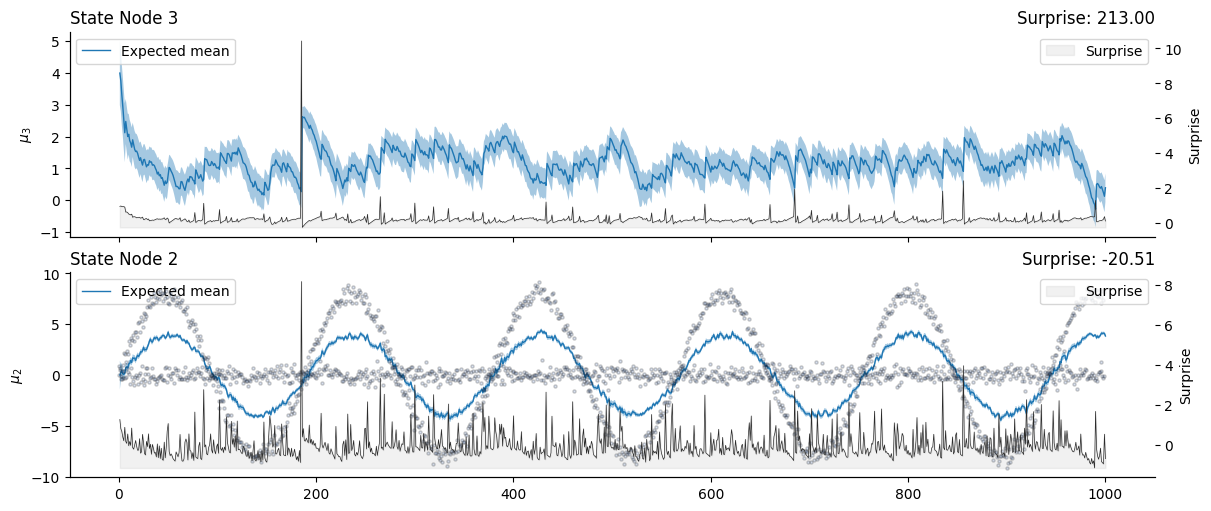 State Node 3
Surprise: 213.00
Expected mean
Surprise
5
4
3
2
1
0
−1
μ3
10
8
6
4
2
0
Surprise
State Node 2
Surprise: -20.51
Expected mean
Surprise
10
5
0
−5
−10
μ2
8
6
4
2
0
Surprise
0
200
400
600
800
1000